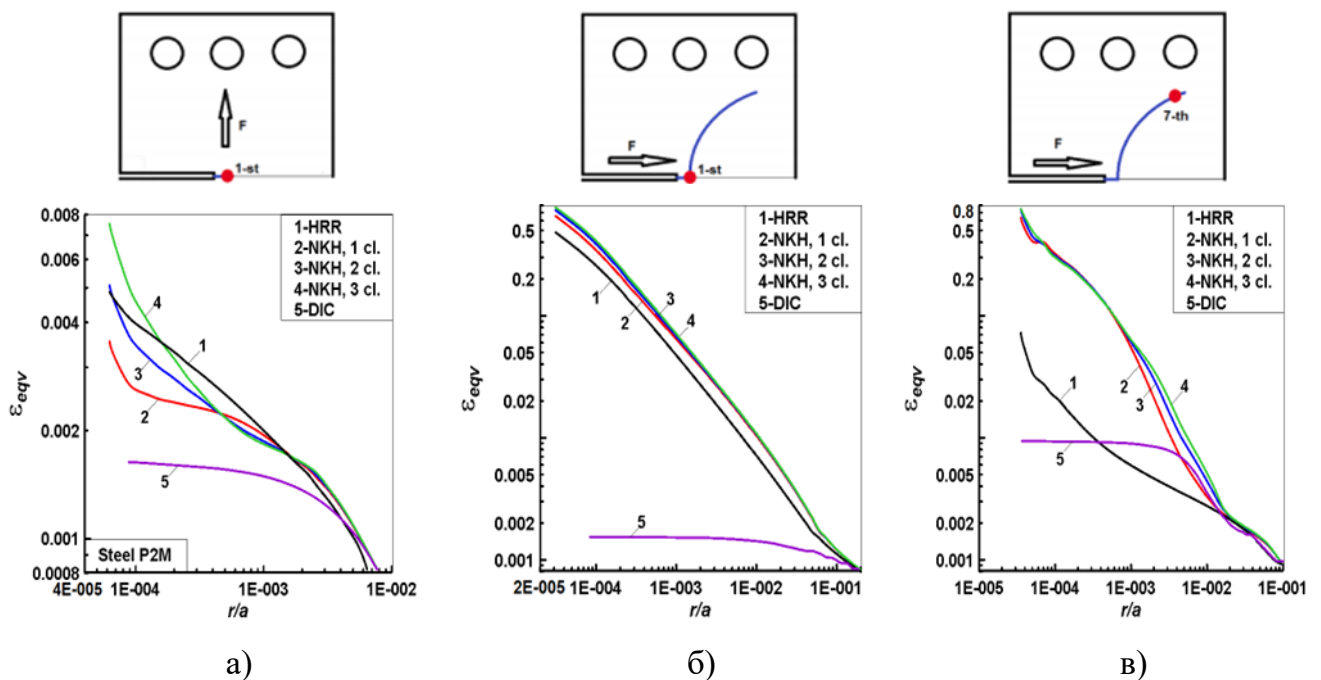 F
1-st
F
1-st
F
7-th
0.008
0.006
0.004
0.002
0.001
0.0008
εeqv
1-HRR
2-NKH, 1 cl.
3-NKH, 2 cl.
4-NKH, 3 cl.
5-DIC
4
1
3
2
5
Steel P2M
4E-005 1E-004 1E-003 1E-002
r/a
а)
0.5
0.2
0.05
0.02
0.005
0.002
0.001
εeqv
1-HRR
2-NKH, 1 cl.
3-NKH, 2 cl.
4-NKH, 3 cl.
5-DIC
1
2
3
4
5
2E-005 1E-004 1E-003 1E-002 1E-001
r/a
б)
0.8
0.5
0.2
0.05
0.02
0.005
0.002
0.001
εeqv
1-HRR
2-NKH, 1 cl.
3-NKH, 2 cl.
4-NKH, 3 cl.
5-DIC
1
2
3
4
5
1E-005 1E-004 1E-003 1E-002 1E-001
r/a
в)